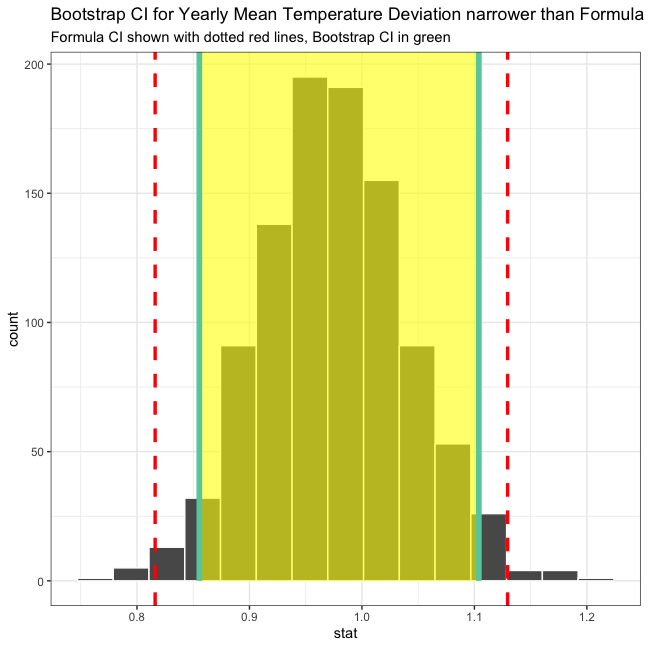 Bootstrap CI for Yearly Mean Temperature Deviation narrower than Formula
Formula CI shown with dotted red lines, Bootstrap CI in green
200
150
100
50
0
count
0.8 0.9 1.0 1.1 1.2
stat